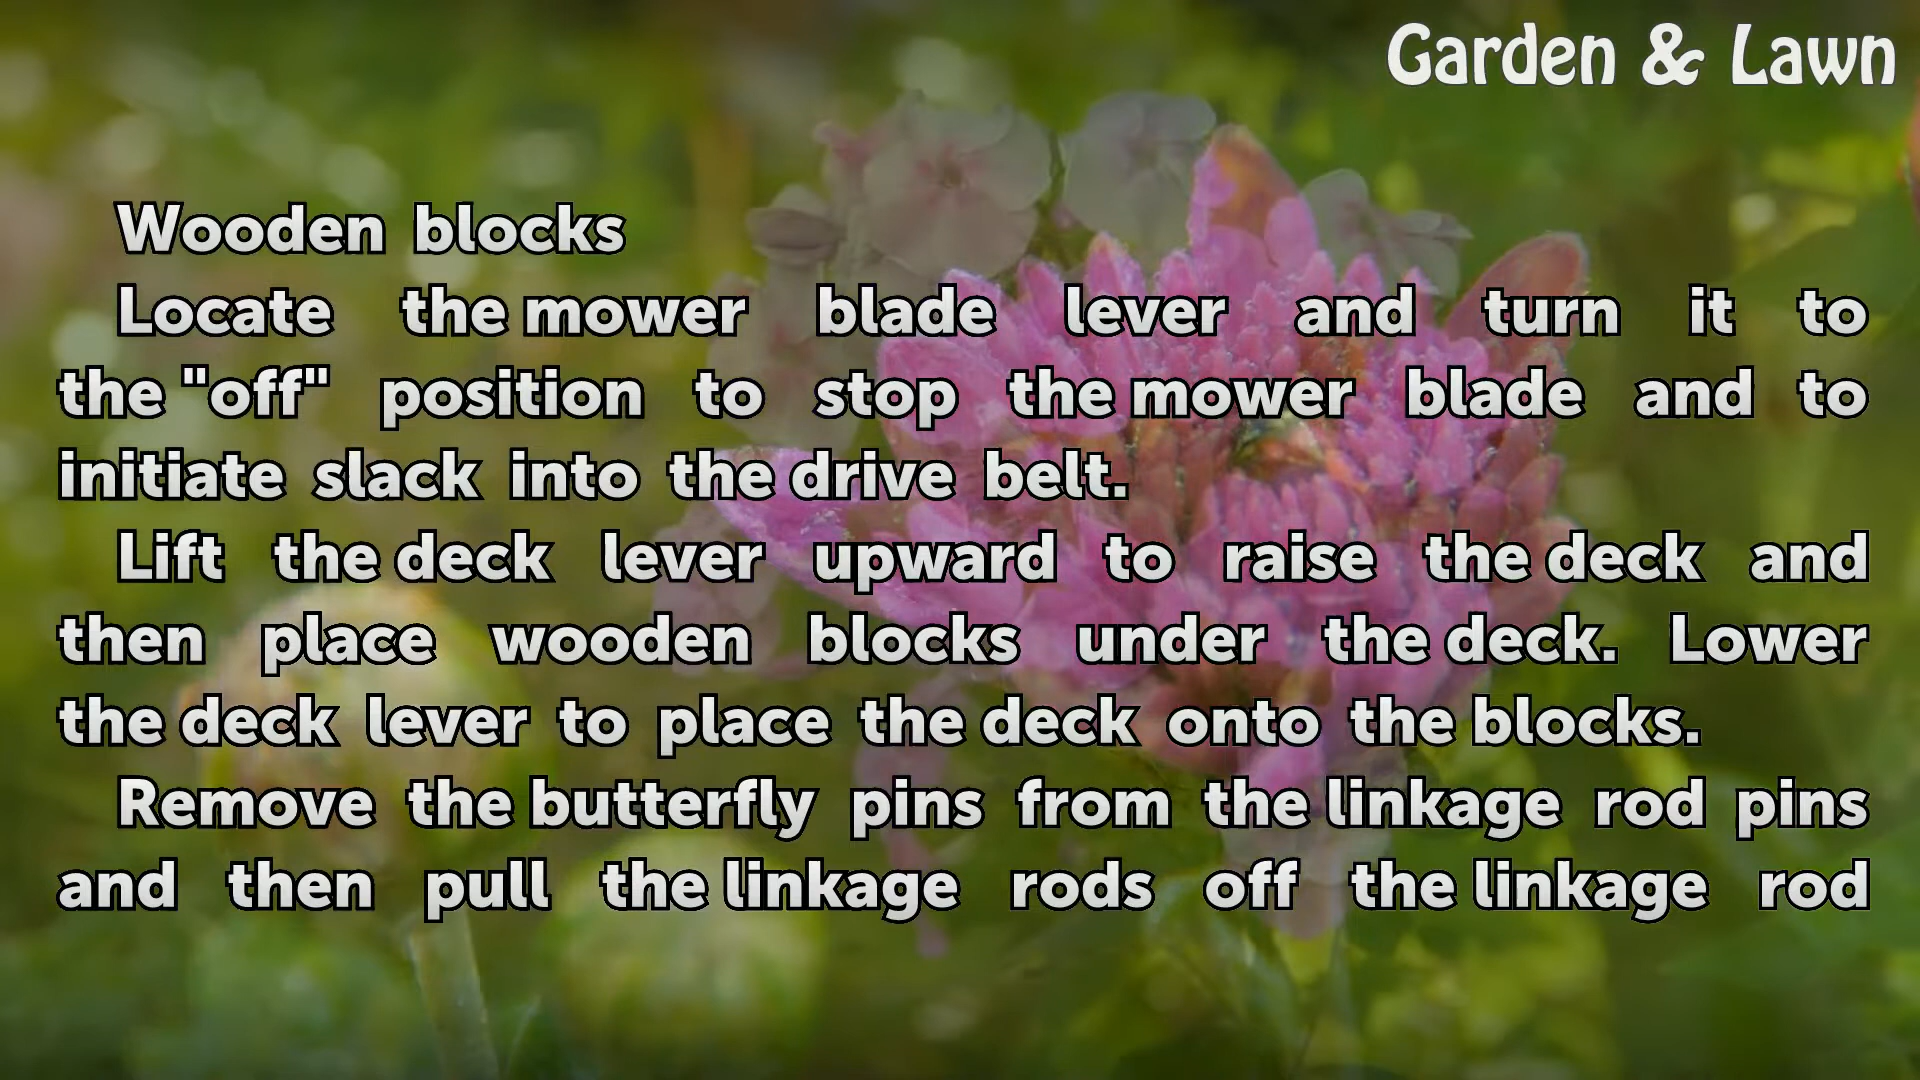 Garden & Lawn
Wooden blocks
Locate the mower blade lever and turn it to
the "off" position to stop the mower blade and to
initiate slack into the drive belt.
Lift the deck lever upward to raise the deck and
then place wooden blocks under the deck. Lower
the deck lever to place the deck onto the blocks.
Remove the butterfly pins from the linkage rod pins
and then pull the linkage rods off the linkage rod